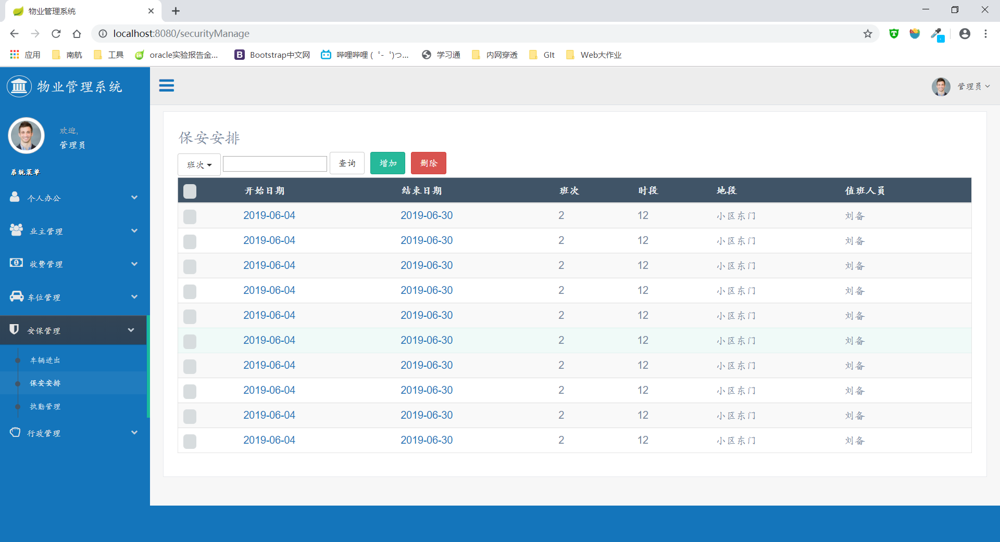 物业管理系统
localhost:8080/securityManage
应用 南航 工具 oracle实验报告金... Bootstrap中文网 哔哩哔哩 ( ゜- ゜)つ... 学习通 内网穿透 GIt Web大作业
物业管理系统
管理员
欢迎,
管理员
系统菜单
个人办公
业主管理
收费管理
车位管理
安保管理
车辆进出
保安安排
执勤管理
行政管理
保安安排
班次 查询 增加 删除
开始日期 结束日期 班次 时段 地段 值班人员
2019-06-04 2019-06-30 2 12 小区东门 刘备
2019-06-04 2019-06-30 2 12 小区东门 刘备
2019-06-04 2019-06-30 2 12 小区东门 刘备
2019-06-04 2019-06-30 2 12 小区东门 刘备
2019-06-04 2019-06-30 2 12 小区东门 刘备
2019-06-04 2019-06-30 2 12 小区东门 刘备
2019-06-04 2019-06-30 2 12 小区东门 刘备
2019-06-04 2019-06-30 2 12 小区东门 刘备
2019-06-04 2019-06-30 2 12 小区东门 刘备
2019-06-04 2019-06-30 2 12 小区东门 刘备